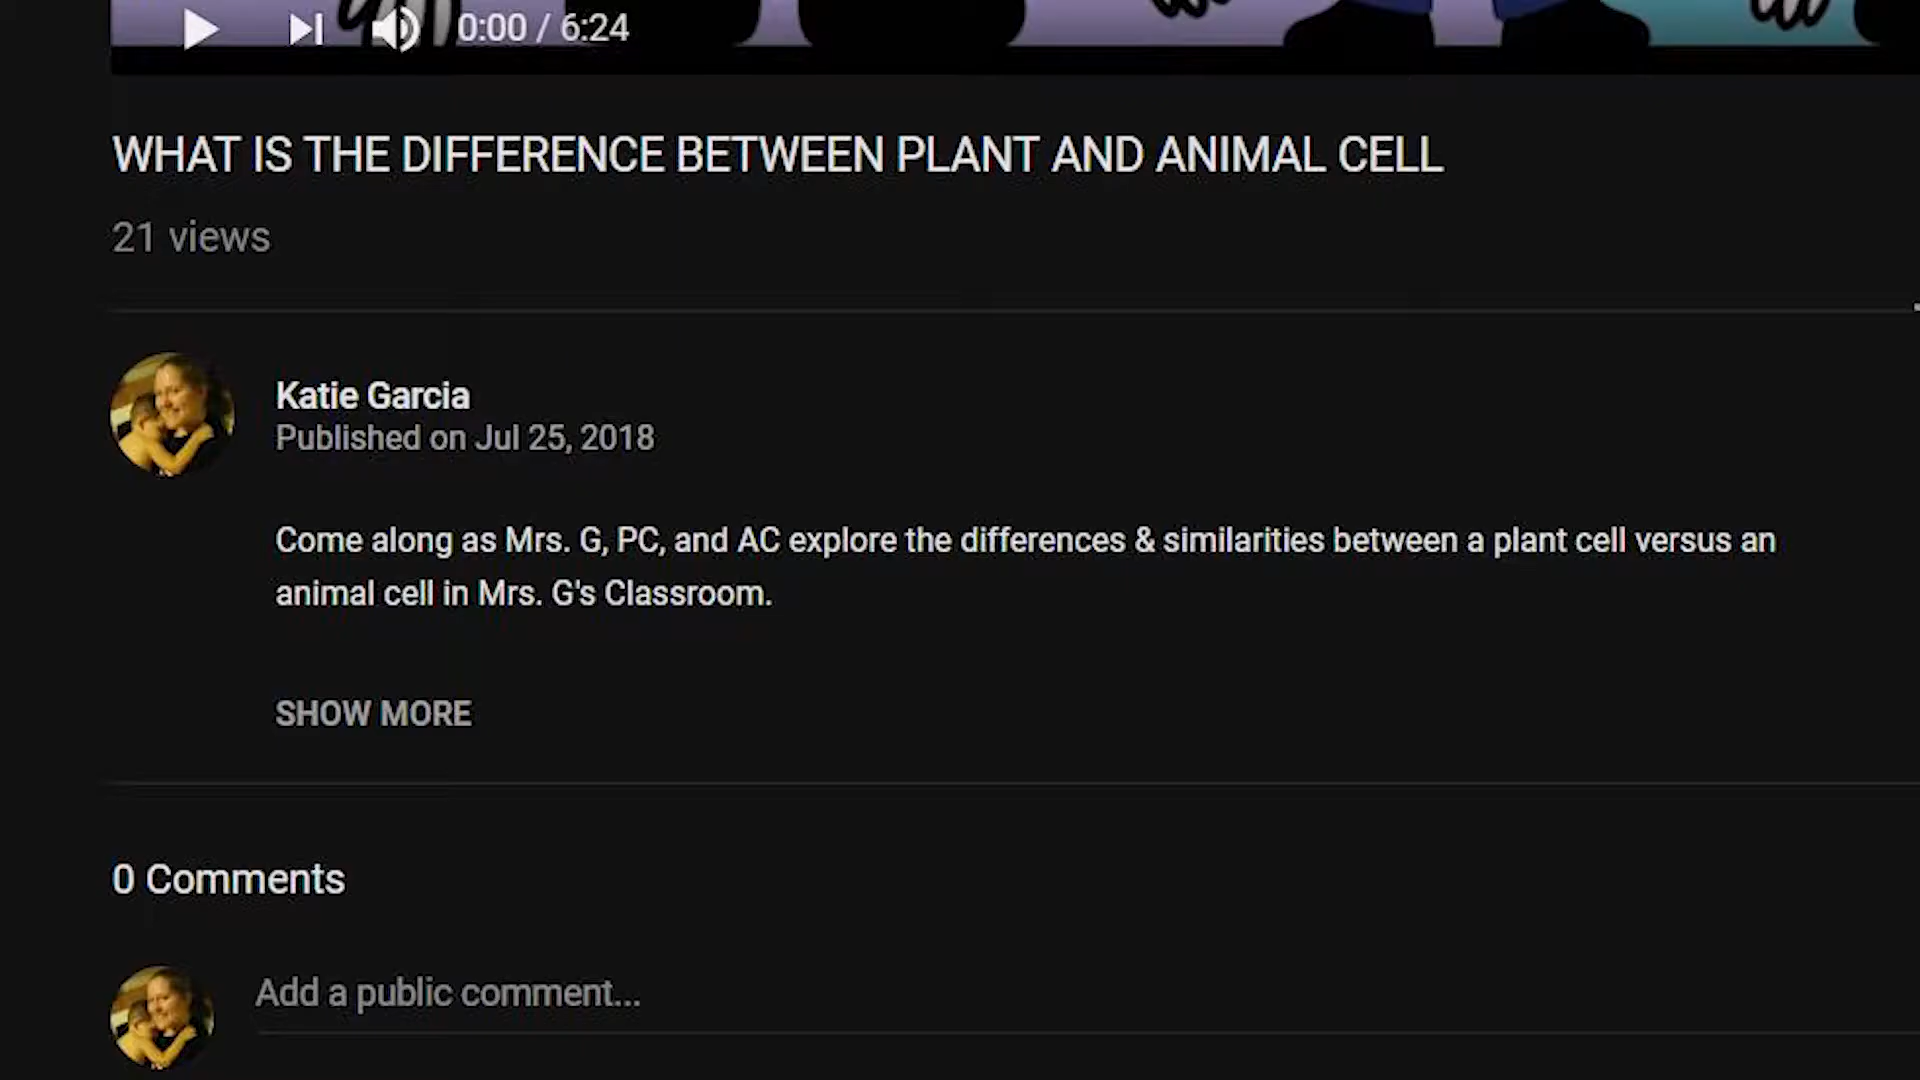 0:00 / 6:24
WHAT IS THE DIFFERENCE BETWEEN PLANT AND ANIMAL CELL
21 views
Katie Garcia
Published on Jul 25, 2018
Come along as Mrs. G, PC, and AC explore the differences & similarities between a plant cell versus an
animal cell in Mrs. G's Classroom.
SHOW MORE
0 Comments
Add a public comment...